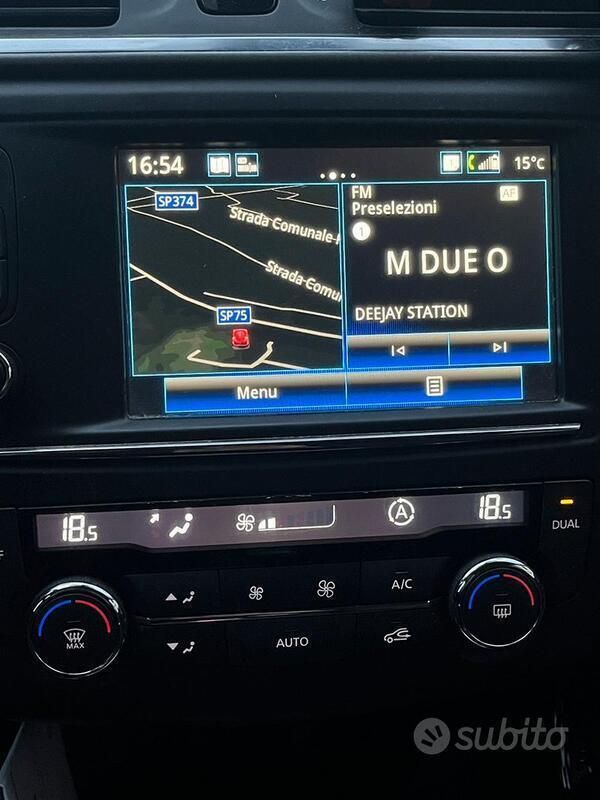 16:54
1
15°C
SP374
Strada Comunale
Strada Comu
SP75
FM
AF
Preselezioni
1
M DUE O
DEEJAY STATION
Menu
18.5
A
18.5
DUAL
MAX
A/C
AUTO
subito